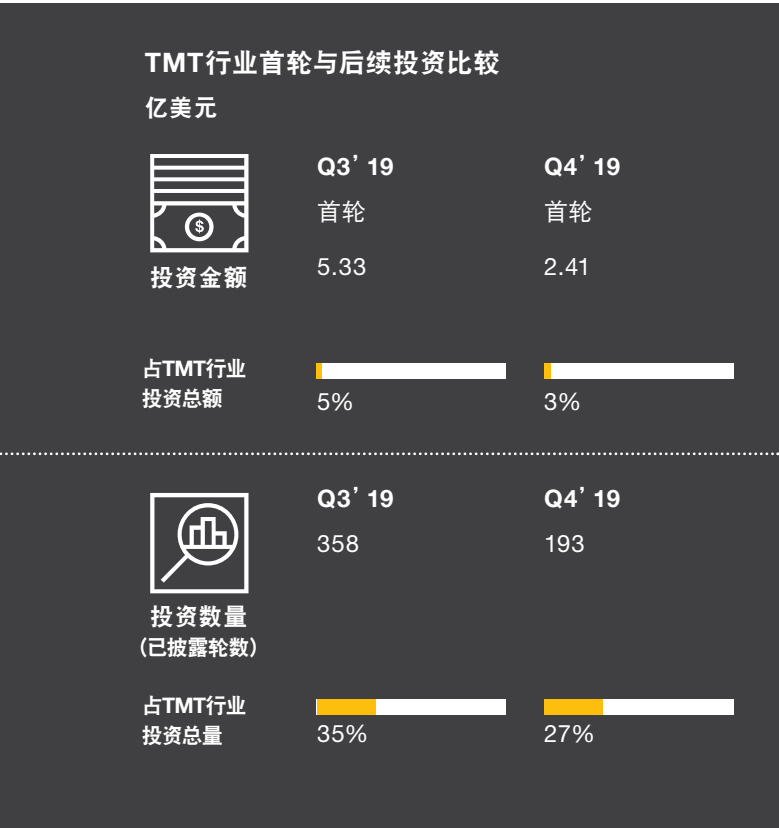 TMT行业首轮与后续投资比较
亿美元
$
Q3’19 Q4’19
首轮 首轮
投资金额 5.33 2.41
占TMT行业
投资总额 5% 3%
Q3’19 Q4’19
358 193
投资数量
(已披露轮数)
占TMT行业
投资总量 35% 27%